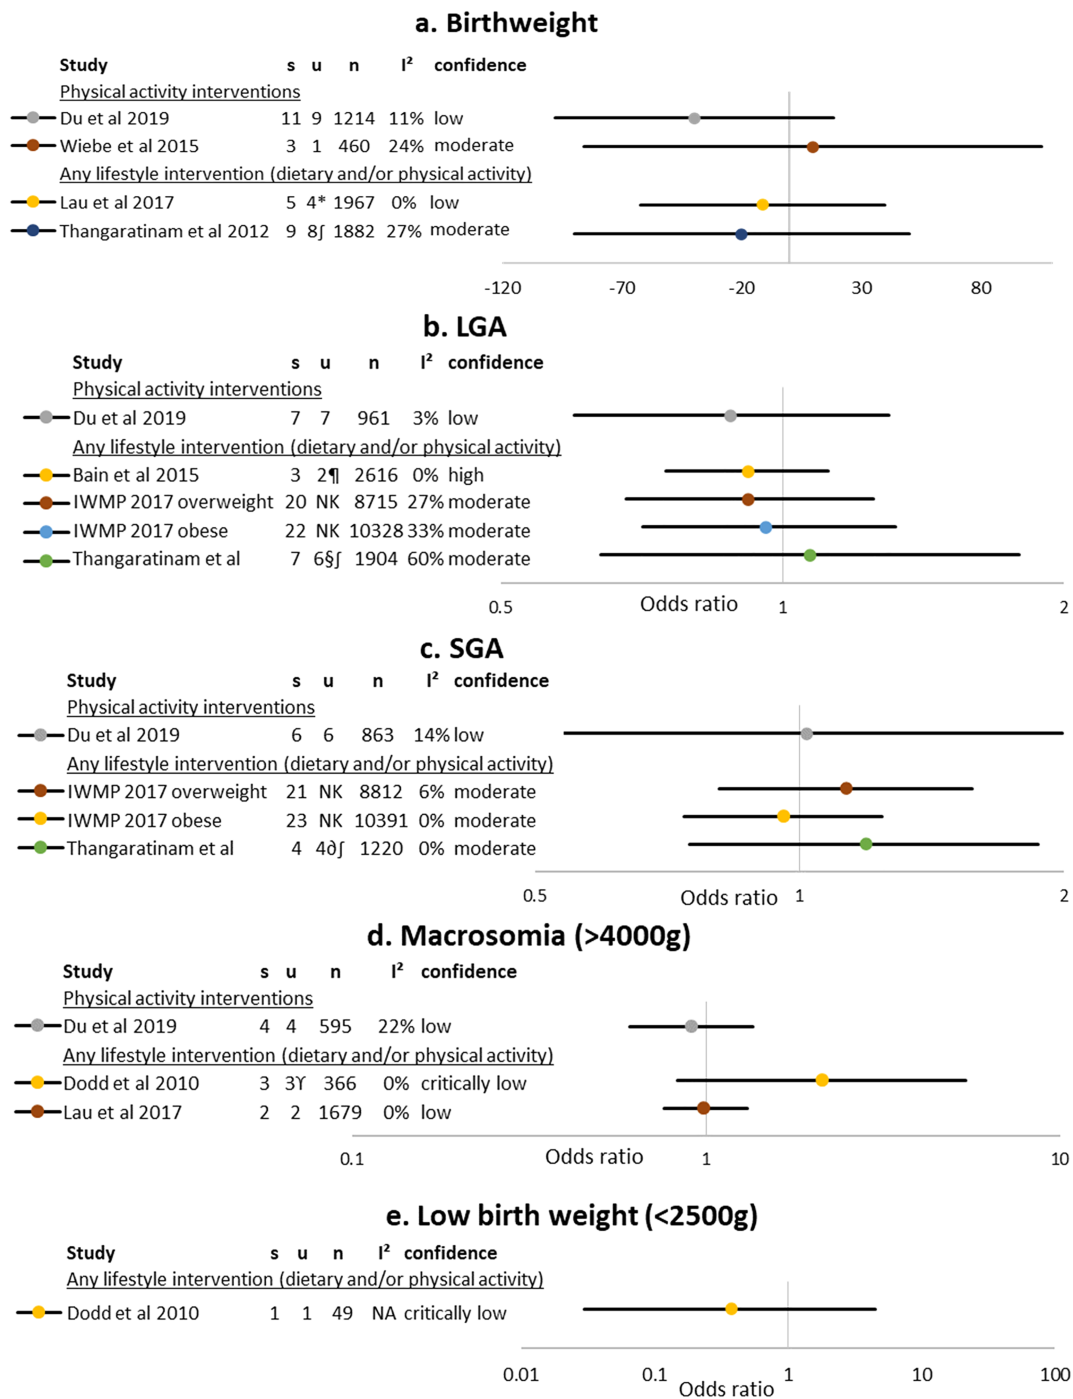 a. Birthweight
Study s u n I² confidence
Physical activity interventions
Du et al 2019 11 9 1214 11% low
Wiebe et al 2015 3 1 460 24% moderate
Any lifestyle intervention (dietary and/or physical activity)
Lau et al 2017 5 4* 1967 0% low
Thangaratinam et al 2012 9 8ʃ 1882 27% moderate
-120 -70 -20 30 80
b. LGA
Study s u n I² confidence
Physical activity interventions
Du et al 2019 7 7 961 3% low
Any lifestyle intervention (dietary and/or physical activity)
Bain et al 2015 3 2¶ 2616 0% high
IWMP 2017 overweight 20 NK 8715 27% moderate
IWMP 2017 obese 22 NK 10328 33% moderate
Thangaratinam et al 7 6§ʃ 1904 60% moderate
0.5 Odds ratio 1 2
c. SGA
Study s u n I² confidence
Physical activity interventions
Du et al 2019 6 6 863 14% low
Any lifestyle intervention (dietary and/or physical activity)
IWMP 2017 overweight 21 NK 8812 6% moderate
IWMP 2017 obese 23 NK 10391 0% moderate
Thangaratinam et al 4 4∂ʃ 1220 0% moderate
0.5 Odds ratio 1 2
d. Macrosomia (>4000g)
Study s u n I² confidence
Physical activity interventions
Du et al 2019 4 4 595 22% low
Any lifestyle intervention (dietary and/or physical activity)
Dodd et al 2010 3 3ϒ 366 0% critically low
Lau et al 2017 2 2 1679 0% low
0.1 Odds ratio 1 10
e. Low birth weight (<2500g)
Study s u n I² confidence
Any lifestyle intervention (dietary and/or physical activity)
Dodd et al 2010 1 1 49 NA critically low
0.01 0.1 1 10 100
Odds ratio